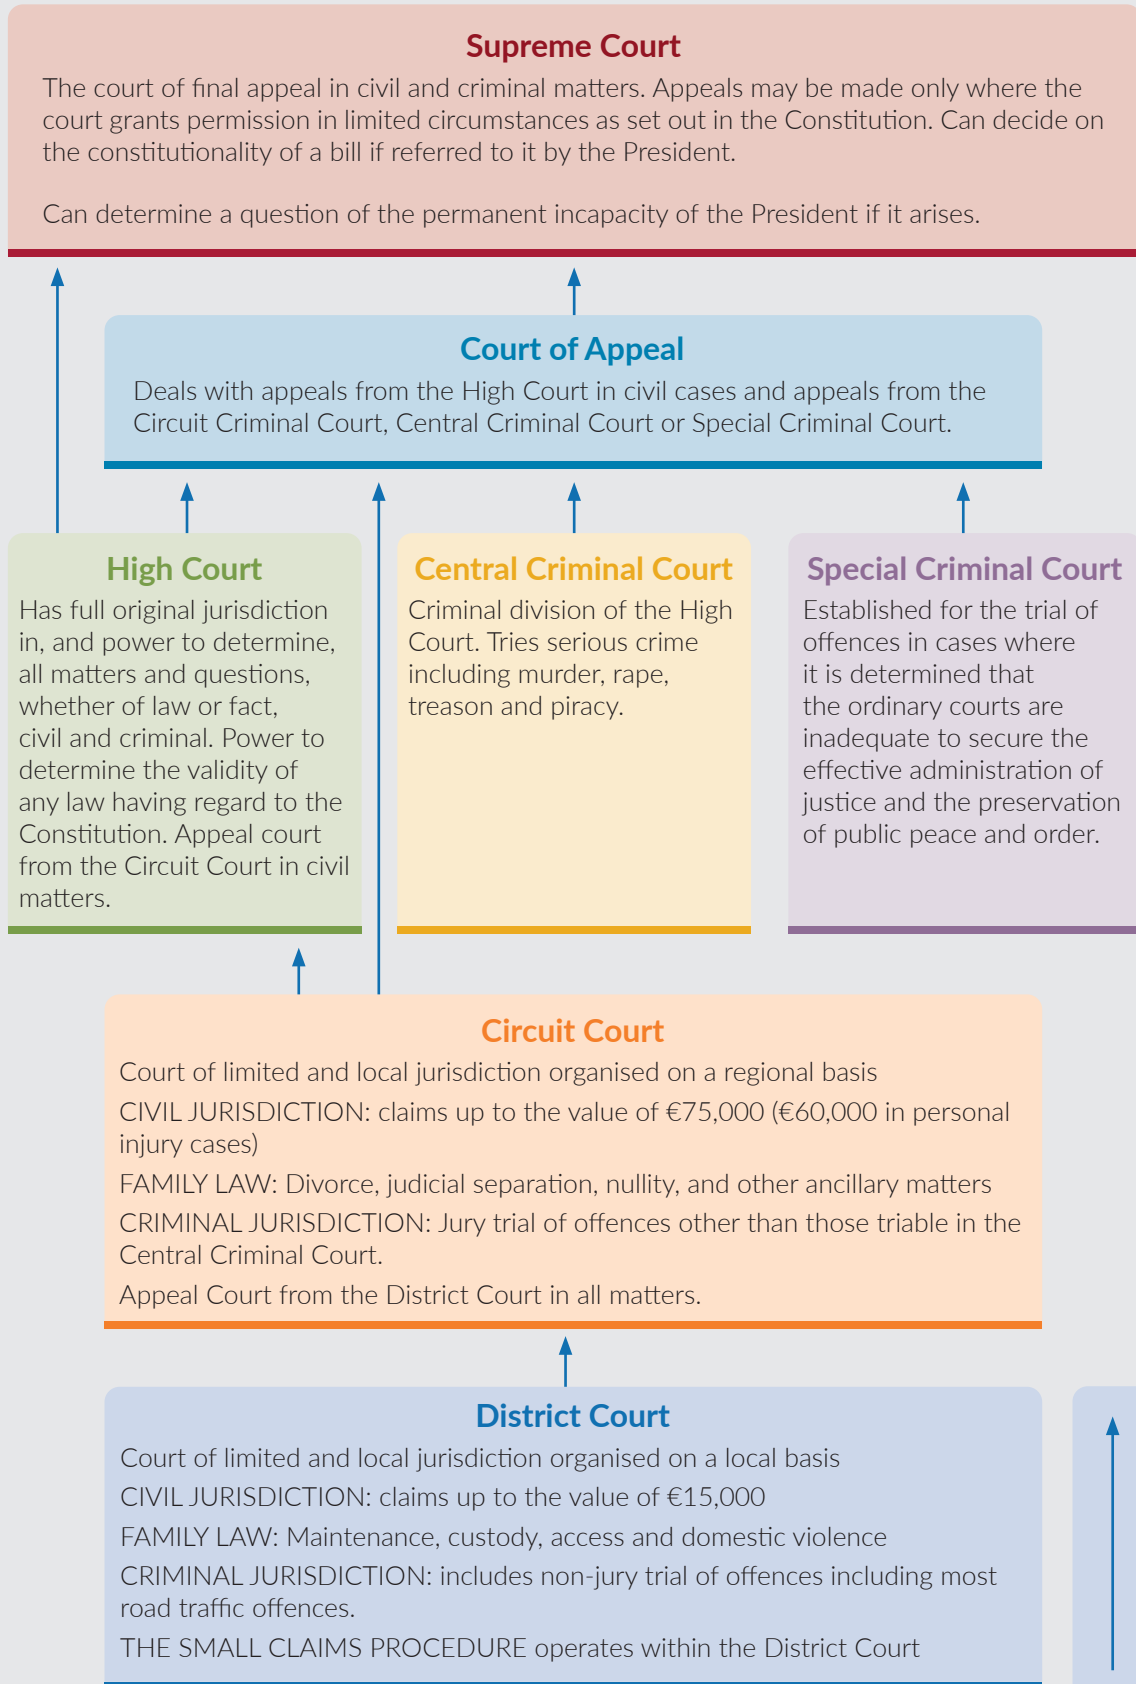 Supreme Court
The court of final appeal in civil and criminal matters. Appeals may be made only where the
court grants permission in limited circumstances as set out in the Constitution. Can decide on
the constitutionality of a bill if referred to it by the President.
Can determine a question of the permanent incapacity of the President if it arises.
Court of Appeal
Deals with appeals from the High Court in civil cases and appeals from the
Circuit Criminal Court, Central Criminal Court or Special Criminal Court.
High Court
Has full original jurisdiction
in, and power to determine,
all matters and questions,
whether of law or fact,
civil and criminal. Power to
determine the validity of
any law having regard to the
Constitution. Appeal court
from the Circuit Court in civil
matters.
Central Criminal Court
Criminal division of the High
Court. Tries serious crime
including murder, rape,
treason and piracy.
Special Criminal Court
Established for the trial of
offences in cases where
it is determined that
the ordinary courts are
inadequate to secure the
effective administration of
justice and the preservation
of public peace and order.
Circuit Court
Court of limited and local jurisdiction organised on a regional basis
CIVIL JURISDICTION: claims up to the value of €75,000 (€60,000 in personal
injury cases)
FAMILY LAW: Divorce, judicial separation, nullity, and other ancillary matters
CRIMINAL JURISDICTION: Jury trial of offences other than those triable in the
Central Criminal Court.
Appeal Court from the District Court in all matters.
District Court
Court of limited and local jurisdiction organised on a local basis
CIVIL JURISDICTION: claims up to the value of €15,000
FAMILY LAW: Maintenance, custody, access and domestic violence
CRIMINAL JURISDICTION: includes non-jury trial of offences including most
road traffic offences.
THE SMALL CLAIMS PROCEDURE operates within the District Court